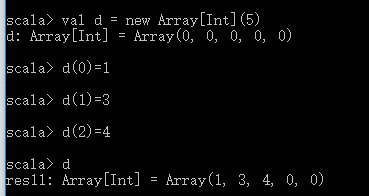 scala> val d = new Array[Int](5)
d: Array[Int] = Array(0, 0, 0, 0, 0)
scala> d(0)=1
scala> d(1)=3
scala> d(2)=4
scala> d
res11: Array[Int] = Array(1, 3, 4, 0, 0)